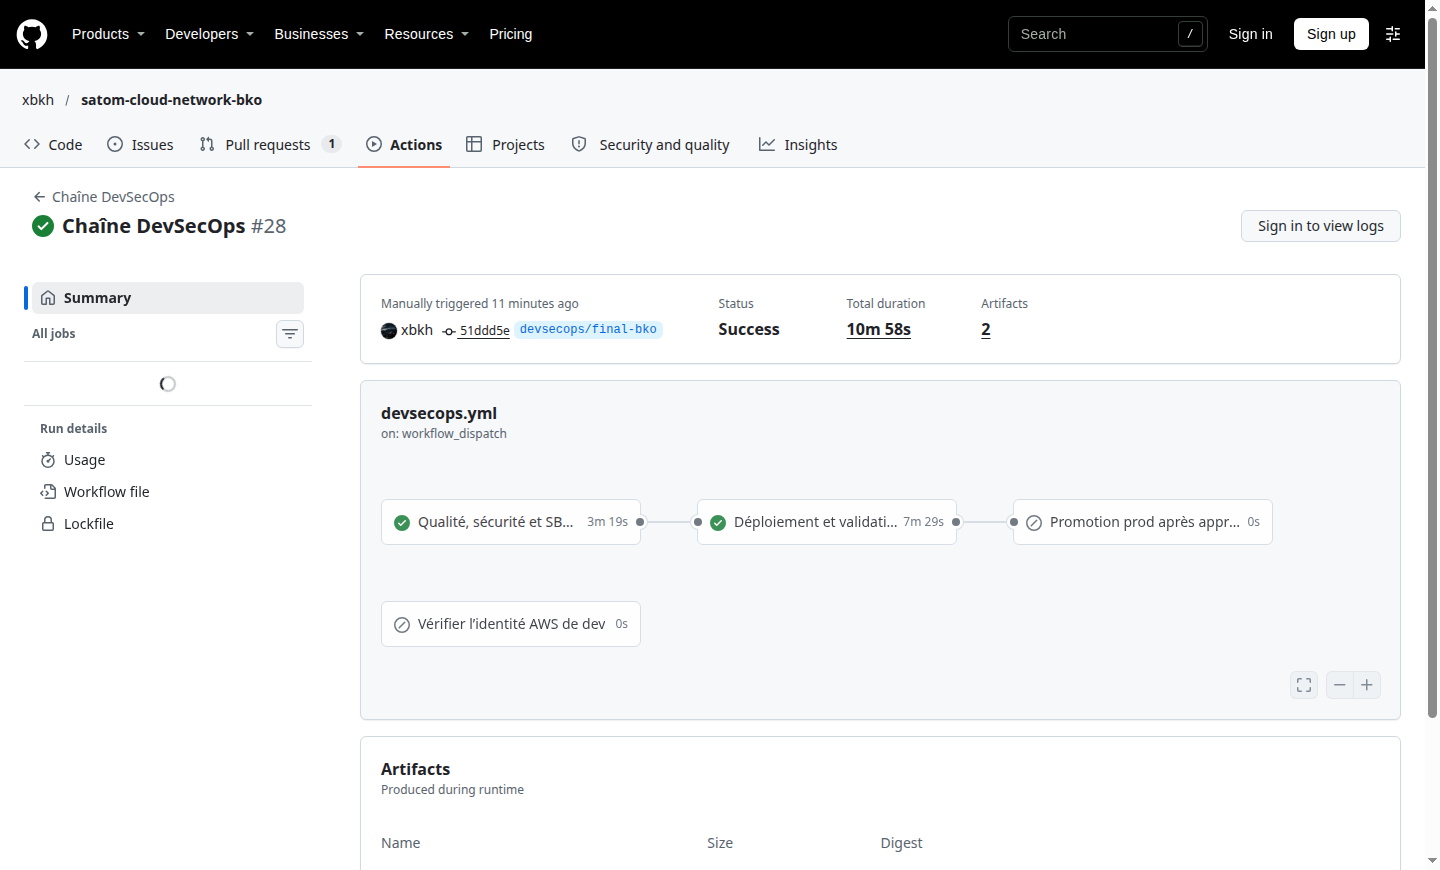 Products Developers Businesses Resources Pricing Search / Sign in Sign up
xbkh / satom-cloud-network-bko
Code Issues Pull requests 1 Actions Projects Security and quality Insights
Chaîne DevSecOps
Chaîne DevSecOps #28
Sign in to view logs
Summary
All jobs
Run details
Usage
Workflow file
Lockfile
Manually triggered 11 minutes ago Status Total duration Artifacts
xbkh 51ddd5e devsecops/final-bko Success 10m 58s 2
devsecops.yml
on: workflow_dispatch
Qualité, sécurité et SB... 3m 19s
Déploiement et validati... 7m 29s
Promotion prod après appr... 0s
Vérifier l’identité AWS de dev 0s
Artifacts
Produced during runtime
Name Size Digest